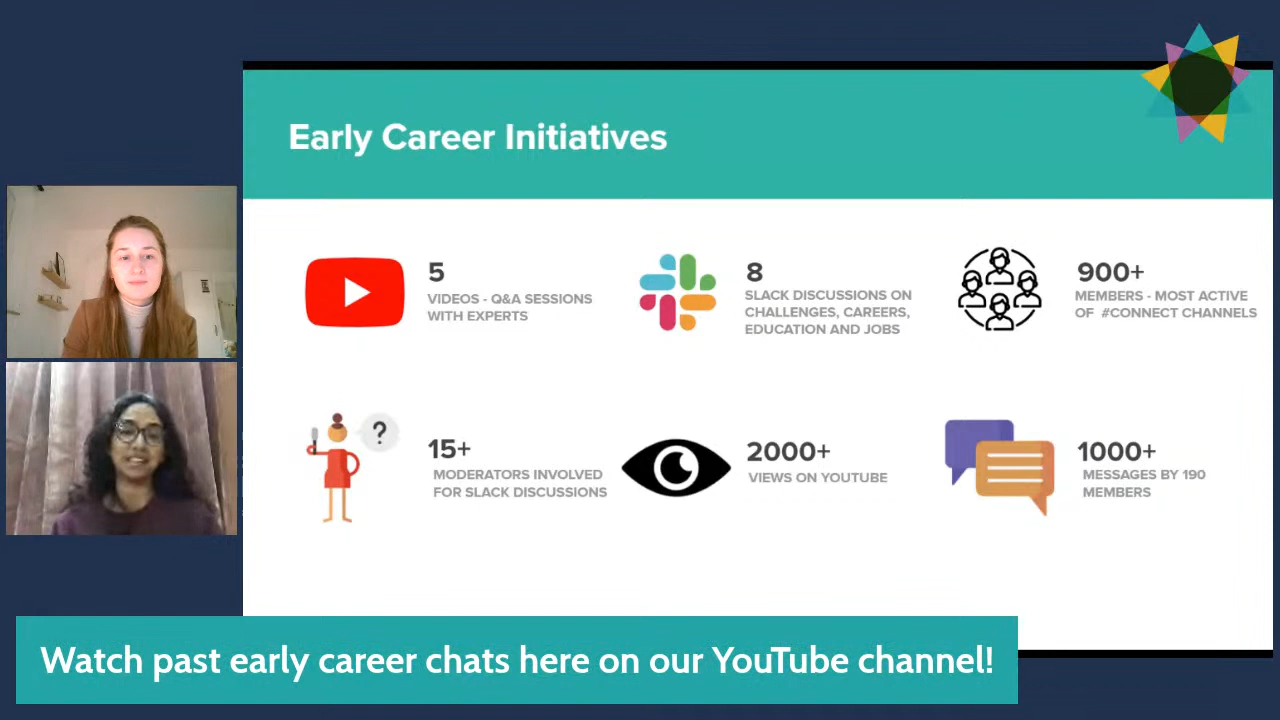 Early Career Initiatives
5
VIDEOS - Q&A SESSIONS
WITH EXPERTS
8
SLACK DISCUSSIONS ON
CHALLENGES, CAREERS,
EDUCATION AND JOBS
900+
MEMBERS - MOST ACTIVE
OF #CONNECT CHANNELS
?
15+
MODERATORS INVOLVED
FOR SLACK DISCUSSIONS
2000+
VIEWS ON YOUTUBE
1000+
MESSAGES BY 190
MEMBERS
Watch past early career chats here on our YouTube channel!